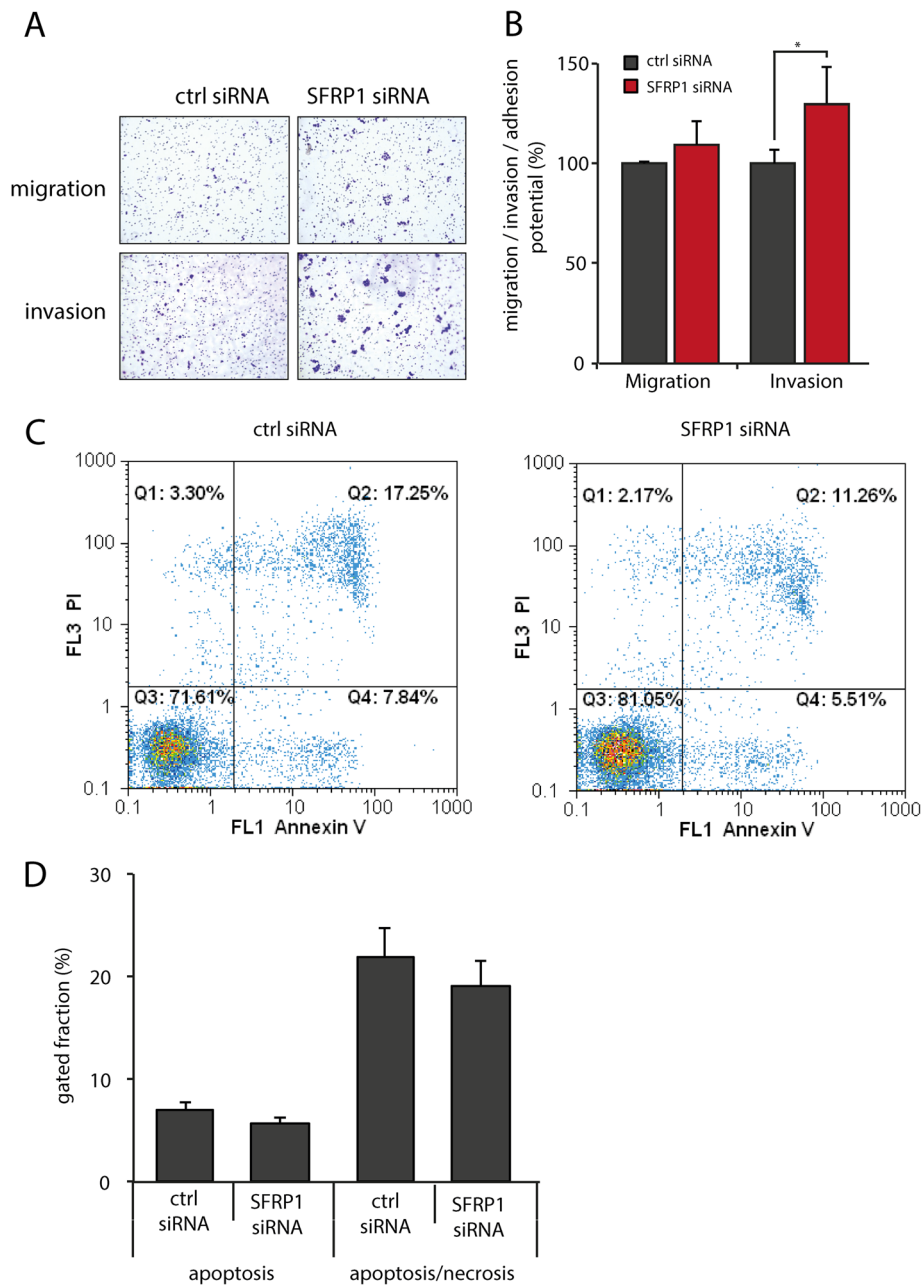 A
ctrl siRNA SFRP1 siRNA
migration
invasion
B
migration / invasion / adhesion
potential (%)
150
100
50
0
ctrl siRNA
SFRP1 siRNA
*
Migration Invasion
C
ctrl siRNA
1000
100
10
1
0.1
FL3 PI
Q1: 3.30%
Q2: 17.25%
Q3: 71.61%
Q4: 7.84%
0.1 1 10 100 1000
FL1 Annexin V
SFRP1 siRNA
1000
100
10
1
0.1
FL3 PI
Q1: 2.17%
Q2: 11.26%
Q3: 81.05%
Q4: 5.51%
0.1 1 10 100 1000
FL1 Annexin V
D
gated fraction (%)
30
20
10
0
ctrl
siRNA
SFRP1
siRNA
ctrl
siRNA
SFRP1
siRNA
apoptosis
apoptosis/necrosis